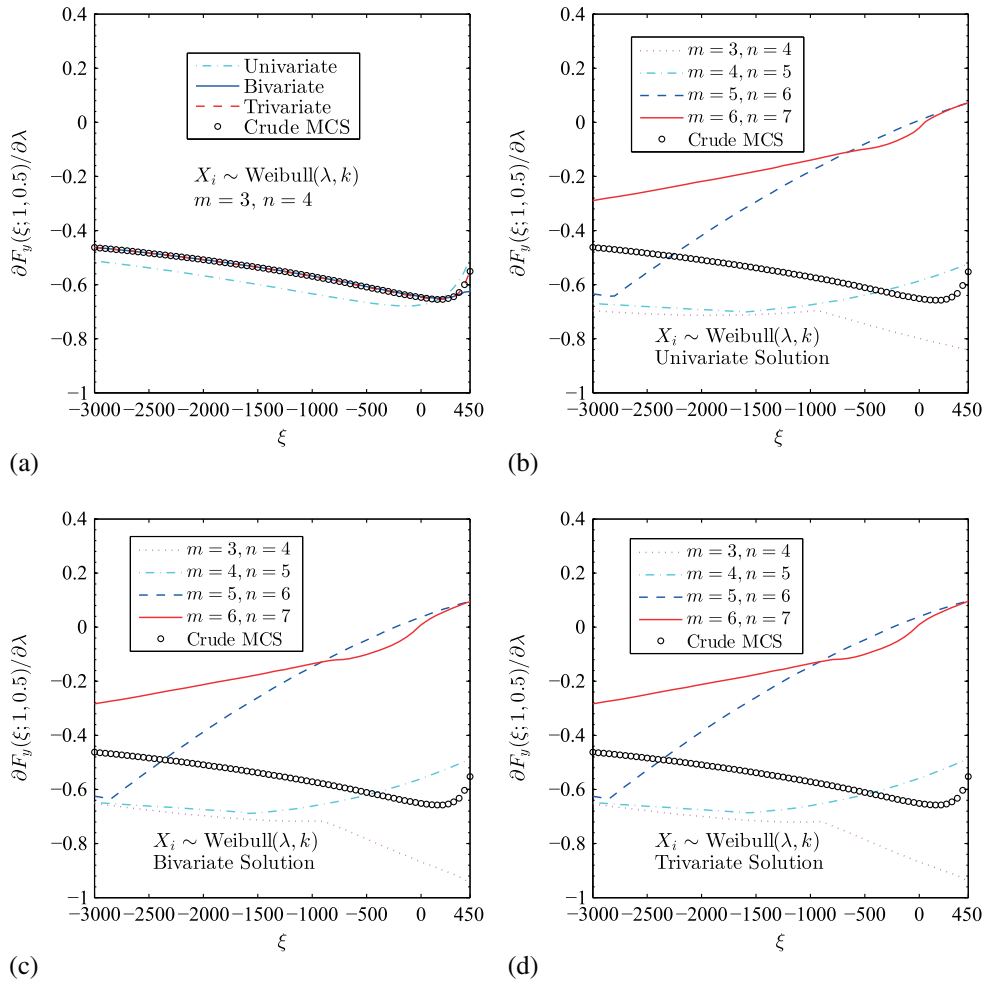 0.4
0.2
0
−0.2
−0.4
−0.6
−0.8
−1
∂F_y(ξ; 1, 0.5)/∂λ
Univariate
Bivariate
Trivariate
Crude MCS
X_i ∼ Weibull(λ, k)
m = 3, n = 4
−3000 −2500 −2000 −1500 −1000 −500 0 450
ξ
(a)
0.4
0.2
0
−0.2
−0.4
−0.6
−0.8
−1
∂F_y(ξ; 1, 0.5)/∂λ
m = 3, n = 4
m = 4, n = 5
m = 5, n = 6
m = 6, n = 7
Crude MCS
X_i ∼ Weibull(λ, k)
Univariate Solution
−3000 −2500 −2000 −1500 −1000 −500 0 450
ξ
(b)
0.4
0.2
0
−0.2
−0.4
−0.6
−0.8
−1
∂F_y(ξ; 1, 0.5)/∂λ
m = 3, n = 4
m = 4, n = 5
m = 5, n = 6
m = 6, n = 7
Crude MCS
X_i ∼ Weibull(λ, k)
Bivariate Solution
−3000 −2500 −2000 −1500 −1000 −500 0 450
ξ
(c)
0.4
0.2
0
−0.2
−0.4
−0.6
−0.8
−1
∂F_y(ξ; 1, 0.5)/∂λ
m = 3, n = 4
m = 4, n = 5
m = 5, n = 6
m = 6, n = 7
Crude MCS
X_i ∼ Weibull(λ, k)
Trivariate Solution
−3000 −2500 −2000 −1500 −1000 −500 0 450
ξ
(d)